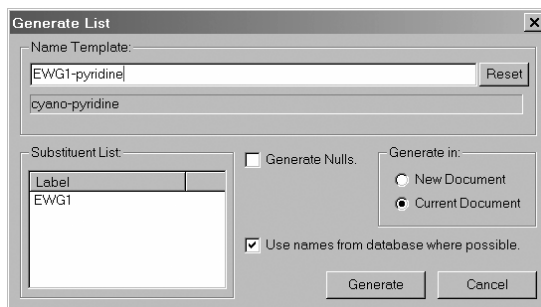 Generate List
Name Template:
EWG1-pyridine
Reset
cyano-pyridine
Substituent List:
Label
EWG1
Generate Nulls.
Generate in:
New Document
Current Document
Use names from database where possible.
Generate
Cancel